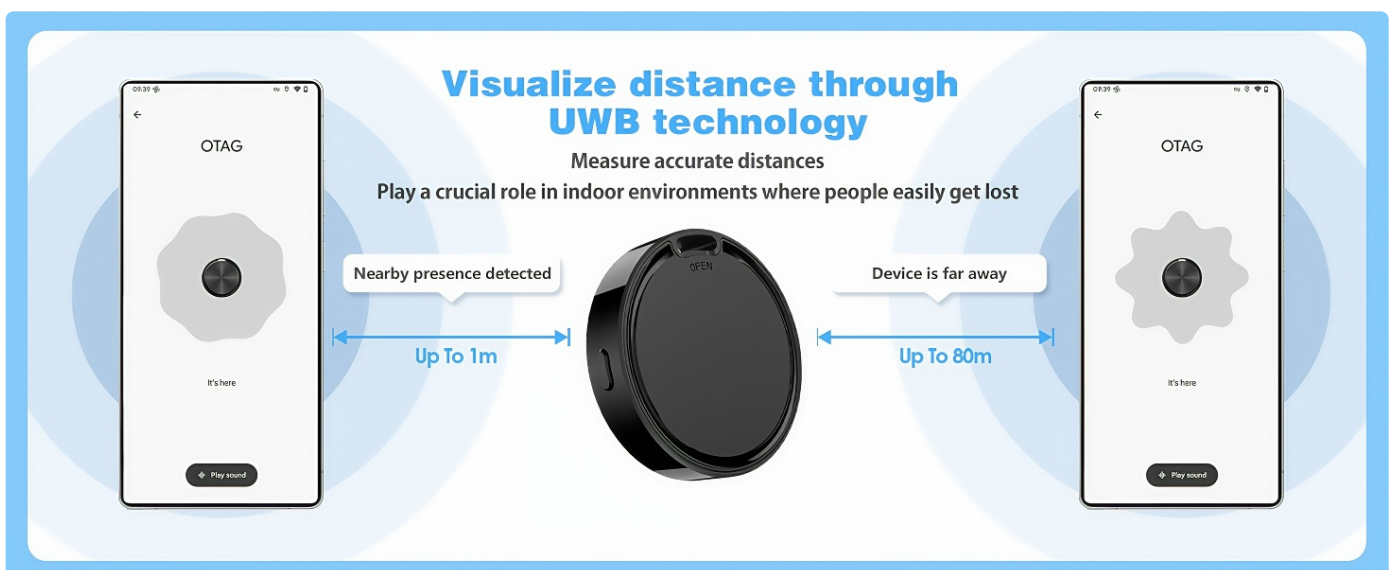 Visualize distance through
UWB technology
Measure accurate distances
Play a crucial role in indoor environments where people easily get lost
09:39
OTAG
Nearby presence detected
Up To 1m
It's here
Play sound
OPEN
Device is far away
Up To 80m
09:39
OTAG
It's here
Play sound